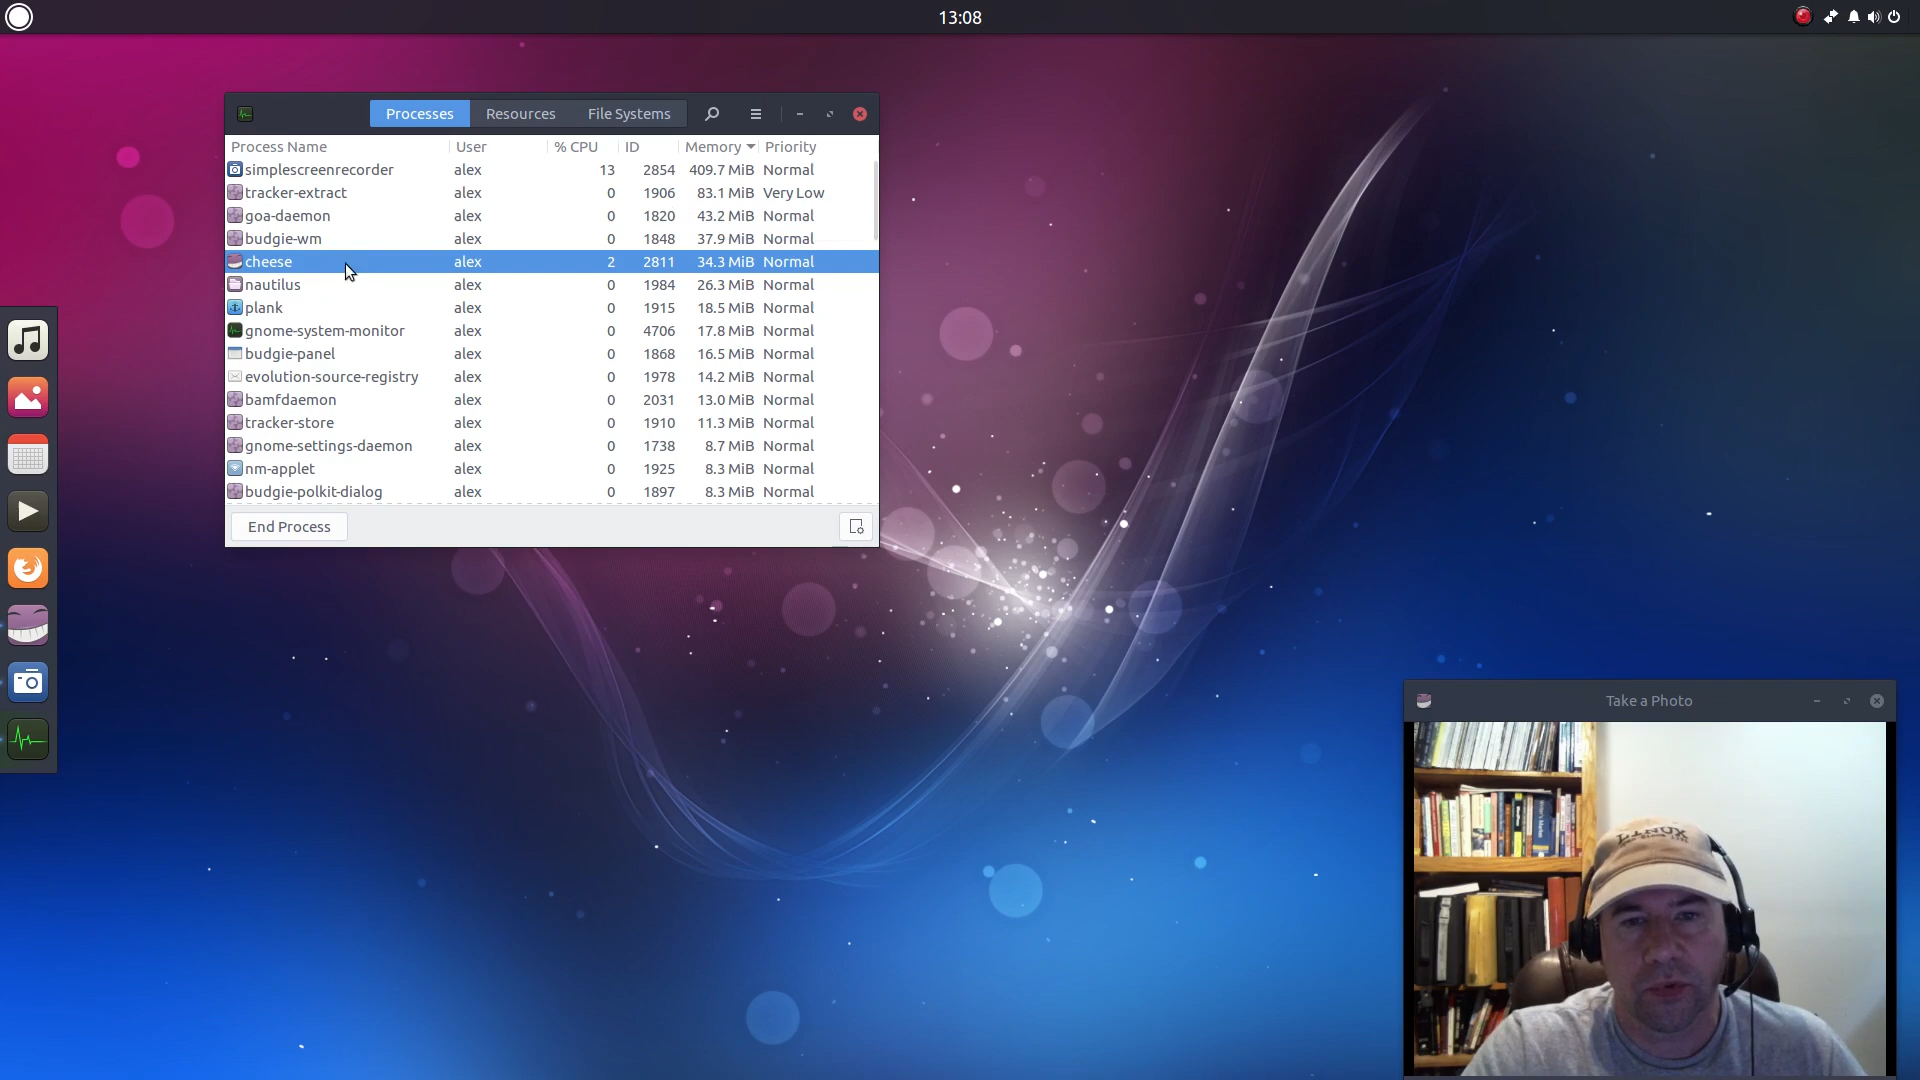 13:08
Processes Resources File Systems
Process Name User % CPU ID Memory Priority
simplescreenrecorder alex 13 2854 409.7 MiB Normal
tracker-extract alex 0 1906 83.1 MiB Very Low
goa-daemon alex 0 1820 43.2 MiB Normal
budgie-wm alex 0 1848 37.9 MiB Normal
cheese alex 2 2811 34.3 MiB Normal
nautilus alex 0 1984 26.3 MiB Normal
plank alex 0 1915 18.5 MiB Normal
gnome-system-monitor alex 0 4706 17.8 MiB Normal
budgie-panel alex 0 1868 16.5 MiB Normal
evolution-source-registry alex 0 1978 14.2 MiB Normal
bamfdaemon alex 0 2031 13.0 MiB Normal
tracker-store alex 0 1910 11.3 MiB Normal
gnome-settings-daemon alex 0 1738 8.7 MiB Normal
nm-applet alex 0 1925 8.3 MiB Normal
budgie-polkit-dialog alex 0 1897 8.3 MiB Normal
End Process
Take a Photo
LINUX